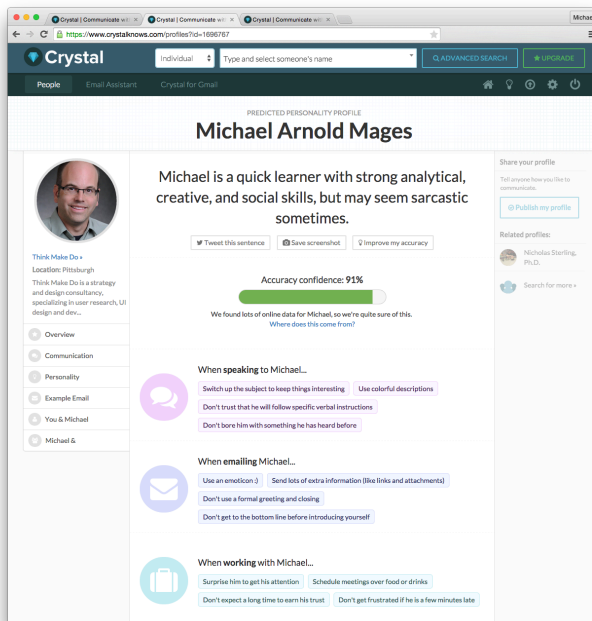 Crystal | Communicate with
Crystal | Communicate with
Crystal | Communicate with
Michae
https://www.crystalknows.com/profiles?id=1696767
Crystal
Individual
Type and select someone's name
ADVANCED SEARCH
UPGRADE
People
Email Assistant
Crystal for Gmail
PREDICTED PERSONALITY PROFILE
Michael Arnold Mages
Think Make Do »
Location: Pittsburgh
Think Make Do is a strategy
and design consultancy,
specializing in user research, UI
design and dev...
Overview
Communication
Personality
Example Email
You & Michael
Michael &
Michael is a quick learner with strong analytical,
creative, and social skills, but may seem sarcastic
sometimes.
Tweet this sentence
Save screenshot
Improve my accuracy
Accuracy confidence: 91%
We found lots of online data for Michael, so we're quite sure of this.
Where does this come from?
When speaking to Michael...
Switch up the subject to keep things interesting
Use colorful descriptions
Don't trust that he will follow specific verbal instructions
Don't bore him with something he has heard before
When emailing Michael...
Use an emoticon :)
Send lots of extra information (like links and attachments)
Don't use a formal greeting and closing
Don't get to the bottom line before introducing yourself
When working with Michael...
Surprise him to get his attention
Schedule meetings over food or drinks
Don't expect a long time to earn his trust
Don't get frustrated if he is a few minutes late
Share your profile
Tell anyone how you like to
communicate.
Publish my profile
Related profiles:
Nicholas Sterling,
Ph.D.
Search for more »